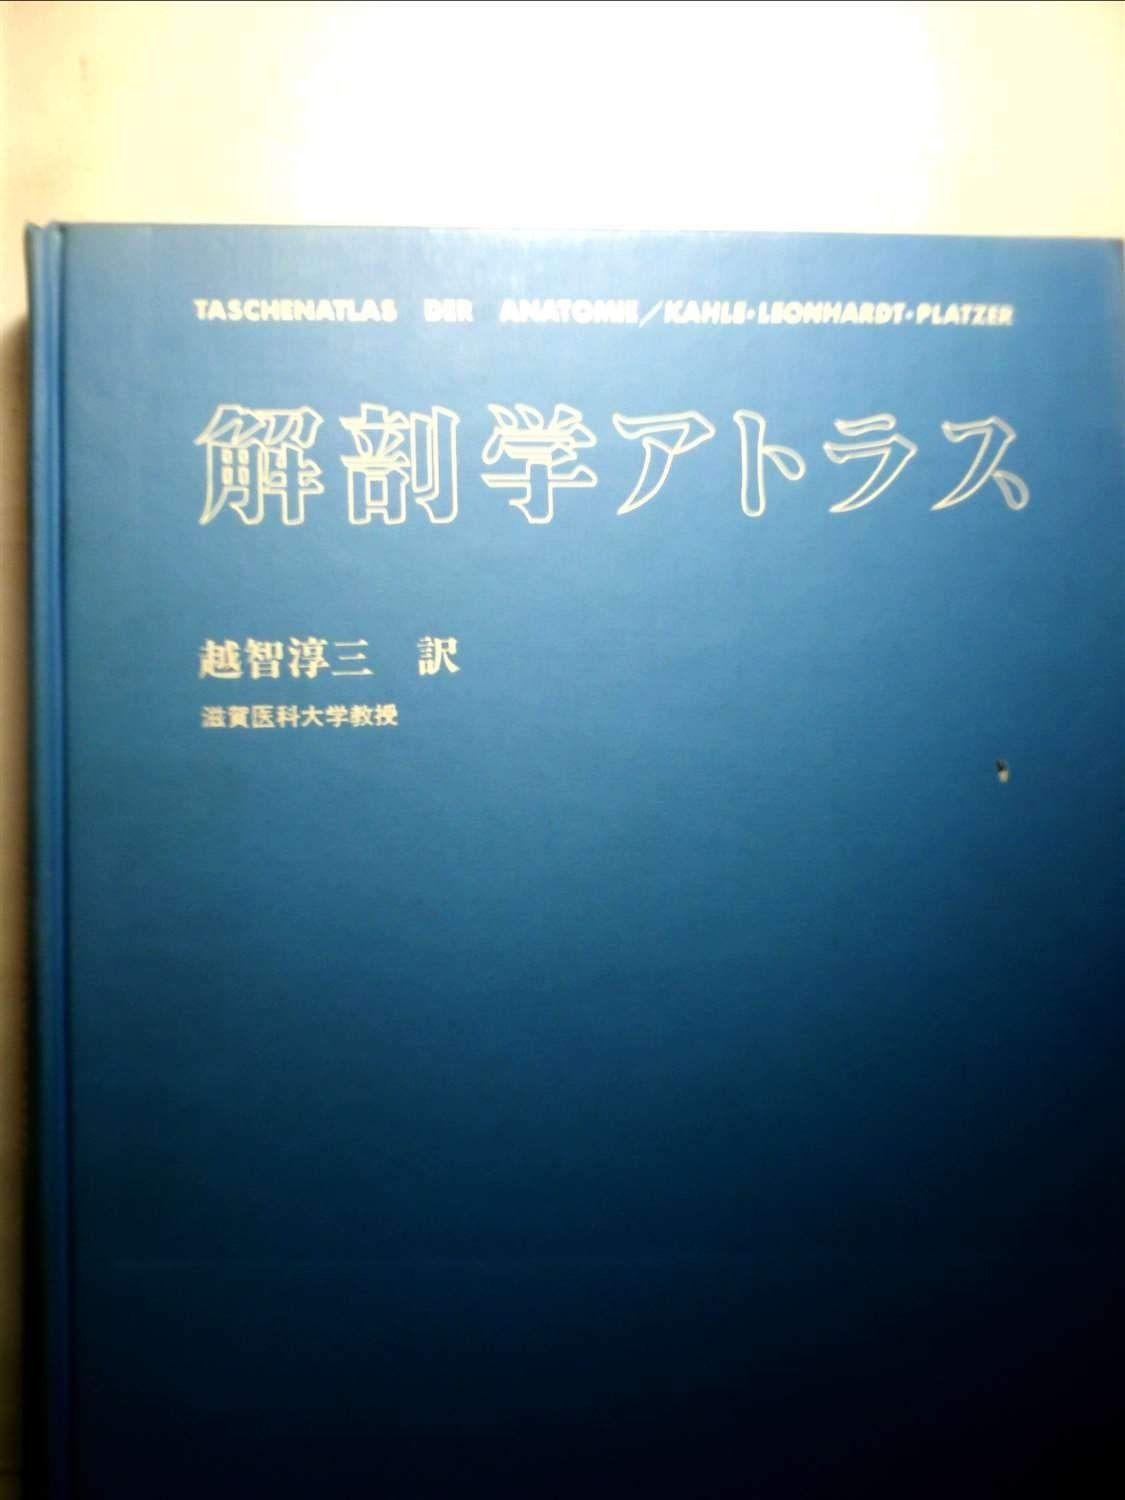 TASCHENATLAS DER ANATOMIE/KAHLE・LEONHARDT・PLATZER
解剖学アトラス
越智淳三 訳
滋賀医科大学教授